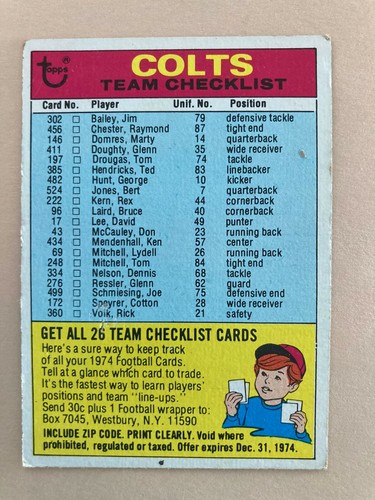 topps®
COLTS
TEAM CHECKLIST
Card No. Player Unif. No. Position
302 □ Bailey, Jim 79 defensive tackle
456 □ Chester, Raymond 87 tight end
146 □ Domres, Marty 14 quarterback
411 □ Doughty, Glenn 35 wide receiver
197 □ Drougas, Tom 74 tackle
385 □ Hendricks, Ted 83 linebacker
482 □ Hunt, George 10 kicker
524 □ Jones, Bert 7 quarterback
222 □ Kern, Rex 44 cornerback
96 □ Laird, Bruce 40 cornerback
17 □ Lee, David 49 punter
43 □ McCauley, Don 23 running back
434 □ Mendenhall, Ken 57 center
69 □ Mitchell, Lydell 26 running back
248 □ Mitchell, Tom 84 tight end
334 □ Nelson, Dennis 68 tackle
276 □ Ressler, Glenn 62 guard
499 □ Schmiesing, Joe 75 defensive end
172 □ Speyrer, Cotton 28 wide receiver
360 □ Volk, Rick 21 safety
GET ALL 26 TEAM CHECKLIST CARDS
Here's a sure way to keep track
of all your 1974 Football Cards.
Tell at a glance which card to trade.
It's the fastest way to learn players'
positions and team "line-ups."
Send 30c plus 1 Football wrapper to:
Box 7045, Westbury, N.Y. 11590
INCLUDE ZIP CODE. PRINT CLEARLY. Void where
prohibited, regulated or taxed. Offer expires Dec. 31, 1974.